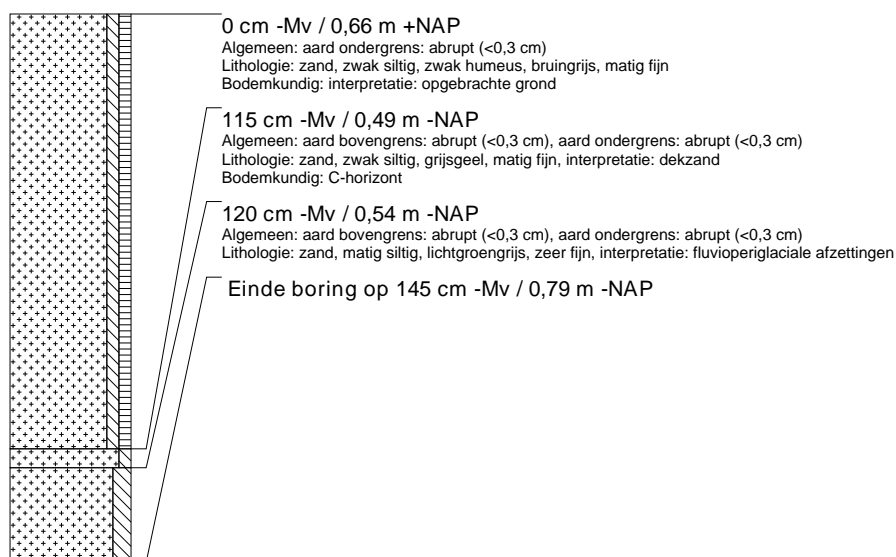 0 cm -Mv / 0,66 m +NAP
Algemeen: aard ondergrens: abrupt (<0,3 cm)
Lithologie: zand, zwak siltig, zwak humeus, bruingrijs, matig fijn
Bodemkundig: interpretatie: opgebrachte grond
115 cm -Mv / 0,49 m -NAP
Algemeen: aard bovengrens: abrupt (<0,3 cm), aard ondergrens: abrupt (<0,3 cm)
Lithologie: zand, zwak siltig, grijsgeel, matig fijn, interpretatie: dekzand
Bodemkundig: C-horizont
120 cm -Mv / 0,54 m -NAP
Algemeen: aard bovengrens: abrupt (<0,3 cm), aard ondergrens: abrupt (<0,3 cm)
Lithologie: zand, matig siltig, lichtgroengrijs, zeer fijn, interpretatie: fluvioperiglaciale afzettingen
Einde boring op 145 cm -Mv / 0,79 m -NAP